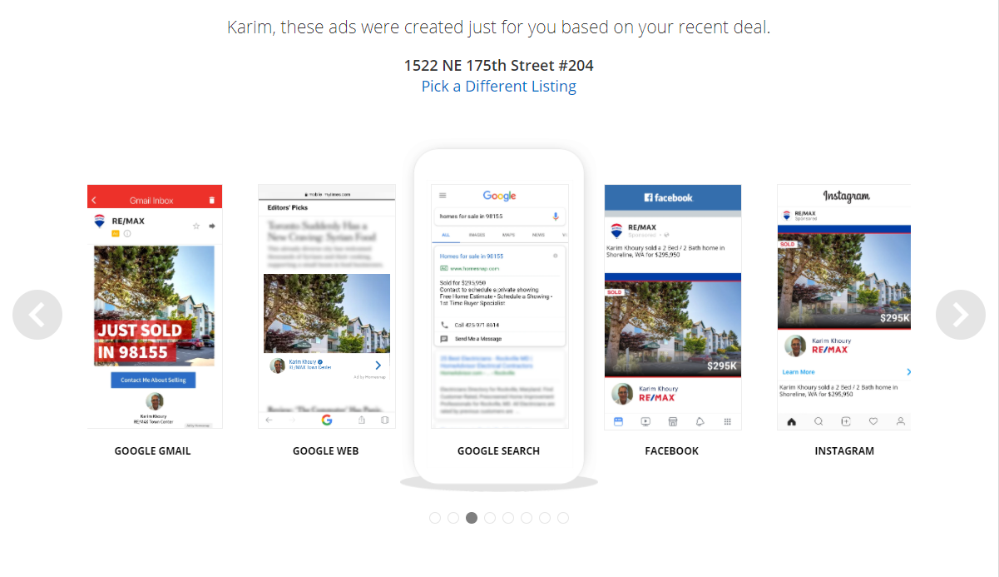 Karim, these ads were created just for you based on your recent deal.
1522 NE 175th Street #204
Pick a Different Listing
Gmail Inbox
RE/MAX
JUST SOLD
IN 98155
Contact Me About Selling
Karim Khoury
RE/MAX Town Center
Ad by Homesnap
GOOGLE GMAIL
mobile.nytimes.com
Editors' Picks
Toronto Suddenly Has a
New Craving: Syrian Food
Karim Khoury
RE/MAX Town Center
Ad by Homesnap
GOOGLE WEB
Google
homes for sale in 98155
ALL IMAGES MAPS NEWS
Homes for sale in 98155
Ad www.homesnap.com
Sold for $295,950
Contact to schedule a private showing
Free Home Estimate - Schedule a Showing -
1st Time Buyer Specialist
Call 425-971-8614
Send Me a Message
GOOGLE SEARCH
facebook
RE/MAX
Sponsored
Karim Khoury sold a 2 Bed / 2 Bath home in
Shoreline, WA for $295,950
SOLD
$295K
Karim Khoury
RE/MAX
FACEBOOK
Instagram
RE/MAX
Sponsored
SOLD
$295K
Karim Khoury
RE/MAX
Learn More
Karim Khoury sold a 2 Bed / 2 Bath home in
Shoreline, WA for $295,950
INSTAGRAM